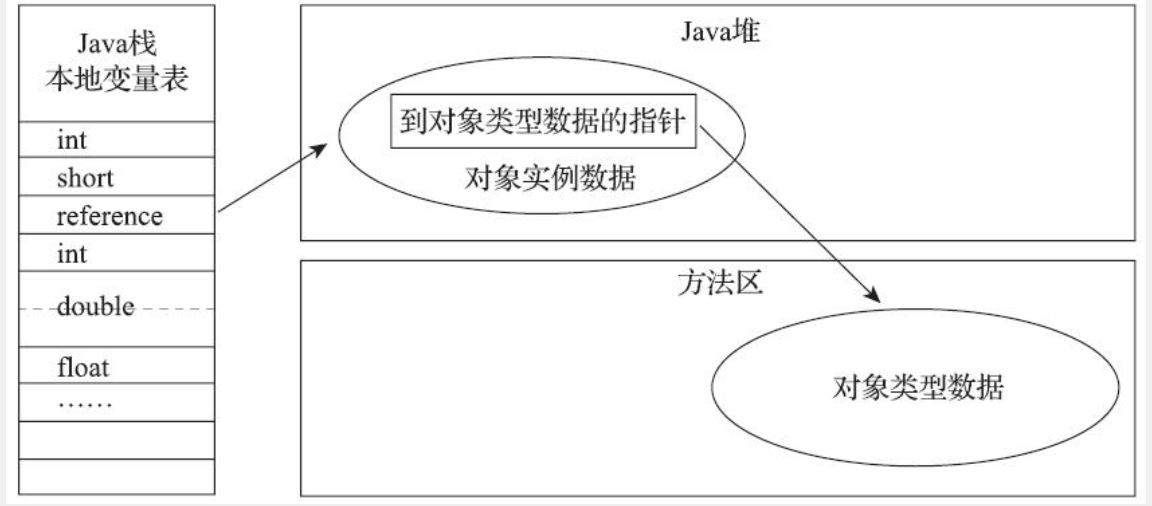 Java栈
本地变量表
int
short
reference
int
double
float
……
Java堆
到对象类型数据的指针
对象实例数据
方法区
对象类型数据